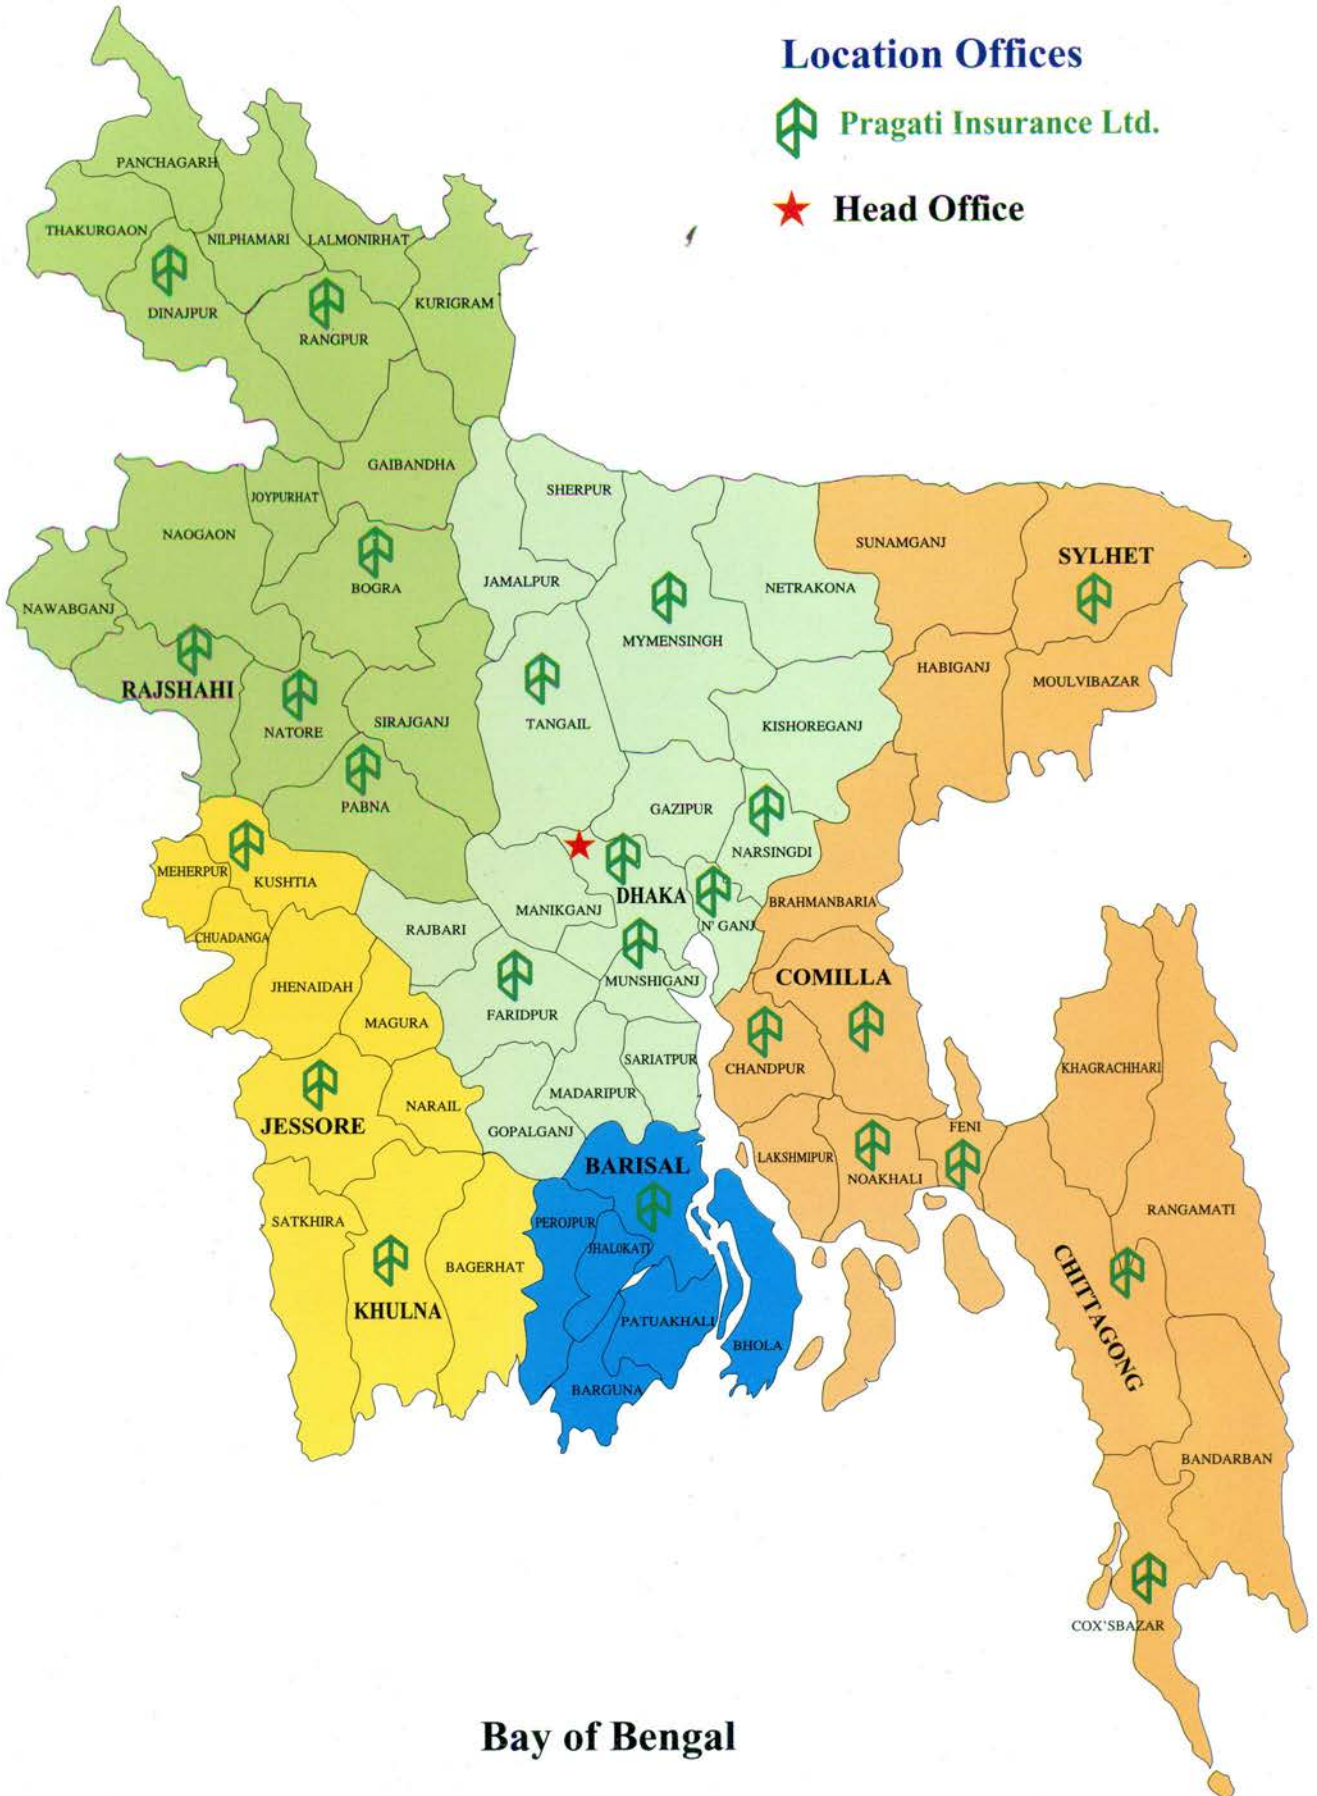 Location Offices
Pragati Insurance Ltd.
Head Office
PANCHAGARH
THAKURGAON
NILPHAMARI
LALMONIRHAT
DINAJPUR
KURIGRAM
RANGPUR
GAIBANDHA
JOYPURHAT
SHERPUR
NAOGAON
SUNAMGANJ
SYLHET
BOGRA
JAMALPUR
NETRAKONA
NAWABGANJ
MYMENSINGH
HABIGANJ
MOULVIBAZAR
RAJSHAHI
SIRAJGANJ
TANGAIL
KISHOREGANJ
NATORE
PABNA
GAZIPUR
NARSINGDI
MEHERPUR
KUSHTIA
DHAKA
BRAHMANBARIA
MANIKGANJ
N' GANJ
RAJBARI
CHUADANGA
COMILLA
MUNSHIGANJ
JHENAIDAH
FARIDPUR
MAGURA
SARIATPUR
CHANDPUR
KHAGRACHHARI
MADARIPUR
NARAIL
JESSORE
GOPALGANJ
FENI
LAKSHMIPUR
BARISAL
NOAKHALI
RANGAMATI
SATKHIRA
PEROJPUR
JHALOKATI
BAGERHAT
CHITTAGONG
KHULNA
PATUAKHALI
BHOLA
BARGUNA
BANDARBAN
COX'SBAZAR
Bay of Bengal